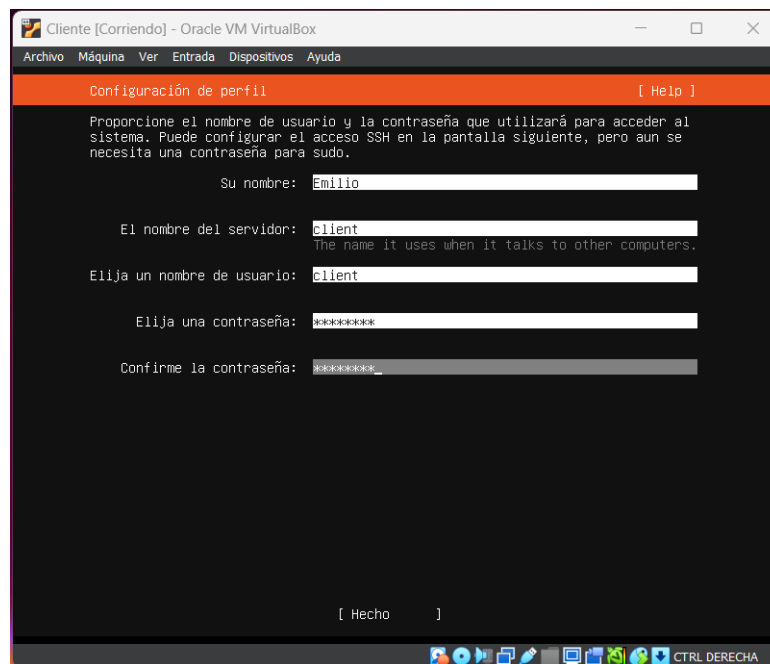 Cliente [Corriendo] - Oracle VM VirtualBox
Archivo Máquina Ver Entrada Dispositivos Ayuda
Configuración de perfil [ Help ]
Proporcione el nombre de usuario y la contraseña que utilizará para acceder al
sistema. Puede configurar el acceso SSH en la pantalla siguiente, pero aun se
necesita una contraseña para sudo.
Su nombre: Emilio
El nombre del servidor: client
The name it uses when it talks to other computers.
Elija un nombre de usuario: client
Elija una contraseña: ********
Confirme la contraseña: ********_
[ Hecho ]
CTRL DERECHA